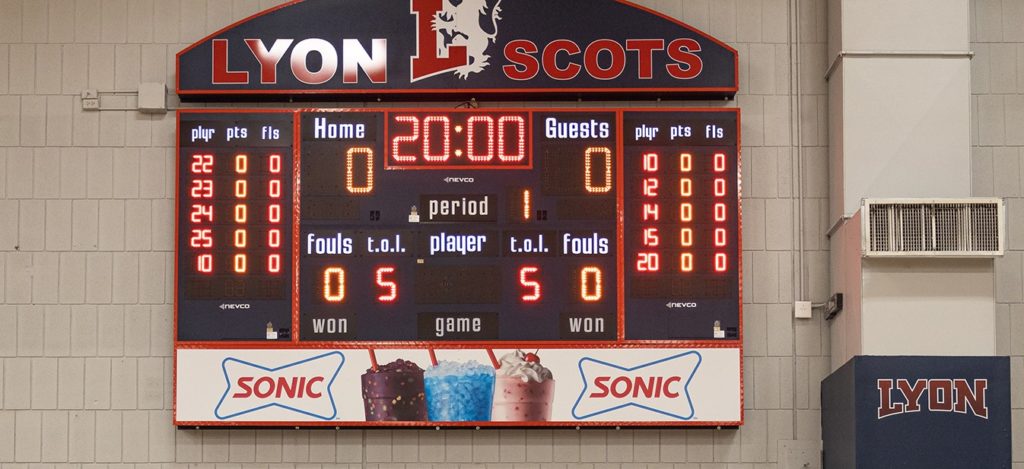 LYON L SCOTS
plyr pts fls
22 0 0
23 0 0
24 0 0
25 0 0
10 0 0
NEVCO
Home 20:00 Guests
0 0
NEVCO
period 1
fouls t.o.l. player t.o.l. fouls
0 5 5 0
won game won
plyr pts fls
10 0 0
12 0 0
14 0 0
15 0 0
20 0 0
NEVCO
SONIC SONIC
LYON